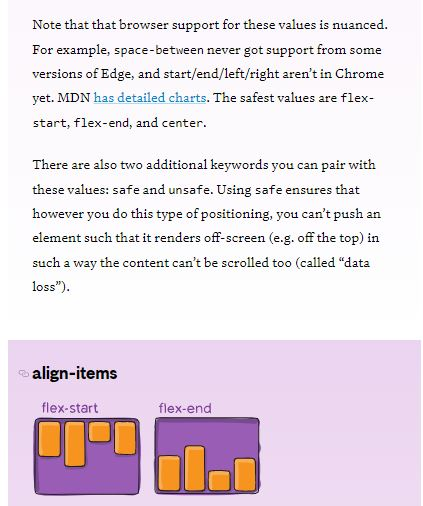 Note that that browser support for these values is nuanced.
For example, space-between never got support from some
versions of Edge, and start/end/left/right aren’t in Chrome
yet. MDN has detailed charts. The safest values are flex-
start, flex-end, and center.
There are also two additional keywords you can pair with
these values: safe and unsafe. Using safe ensures that
however you do this type of positioning, you can’t push an
element such that it renders off-screen (e.g. off the top) in
such a way the content can’t be scrolled too (called “data
loss”).
align-items
flex-start flex-end